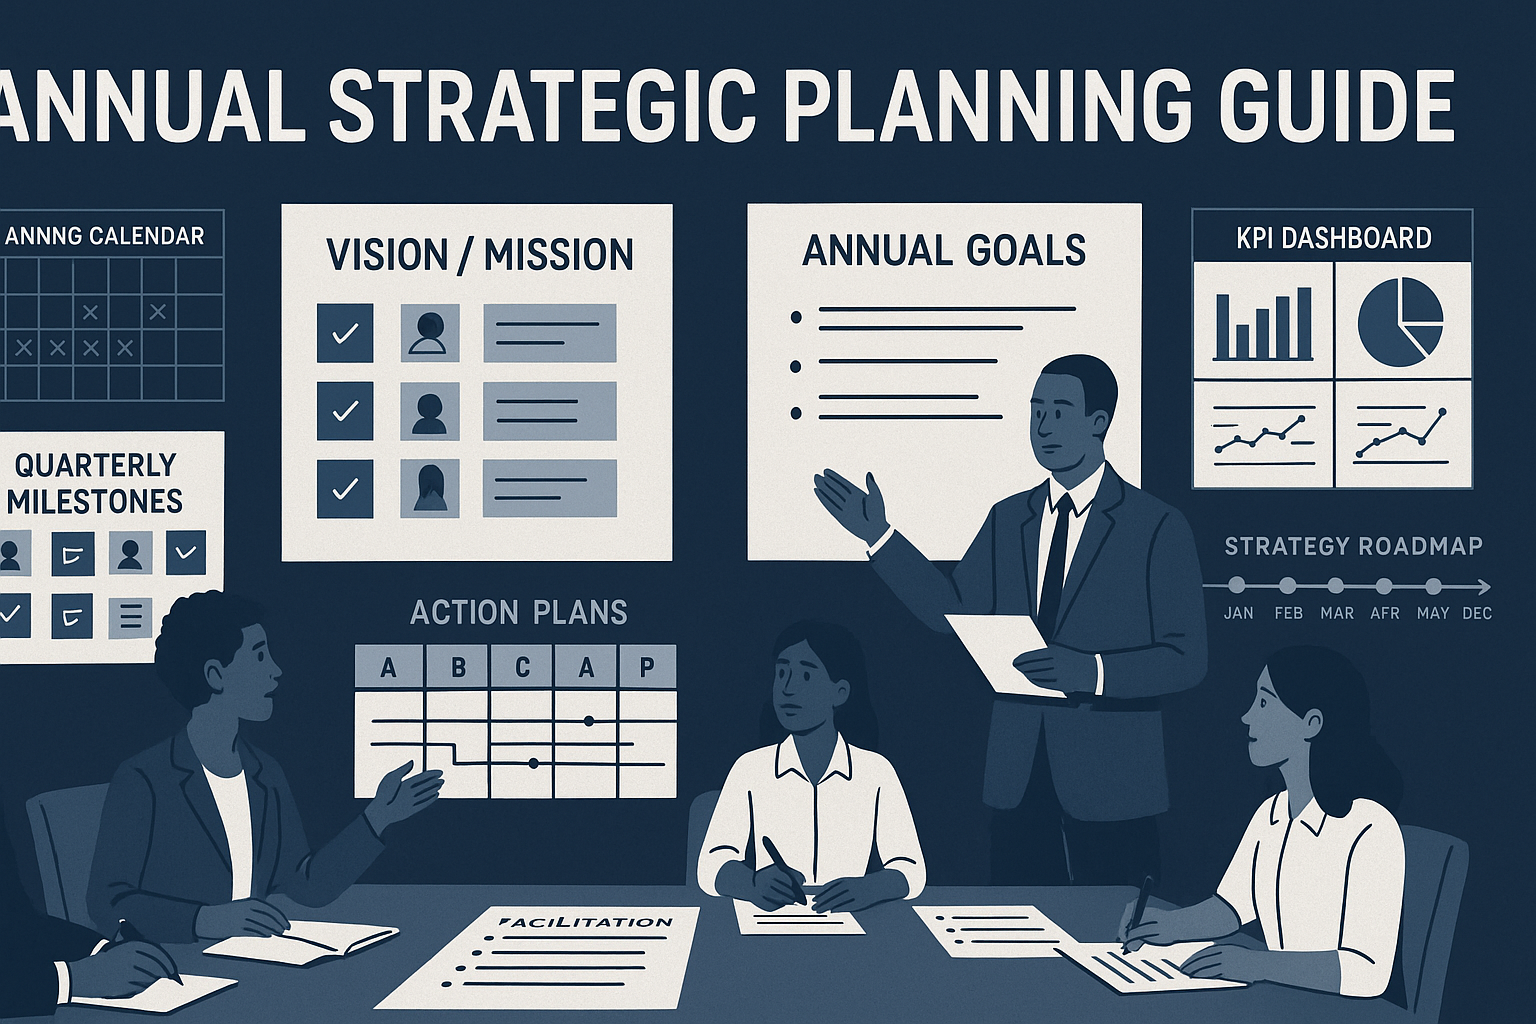 ANNUAL STRATEGIC PLANNING GUIDE
ANNNG CALENDAR
VISION / MISSION
ANNUAL GOALS
KPI DASHBOARD
QUARTERLY
MILESTONES
STRATEGY ROADMAP
JAN FEB MAR AFR MAY DEC
ACTION PLANS
A B C A P
FACILITATION